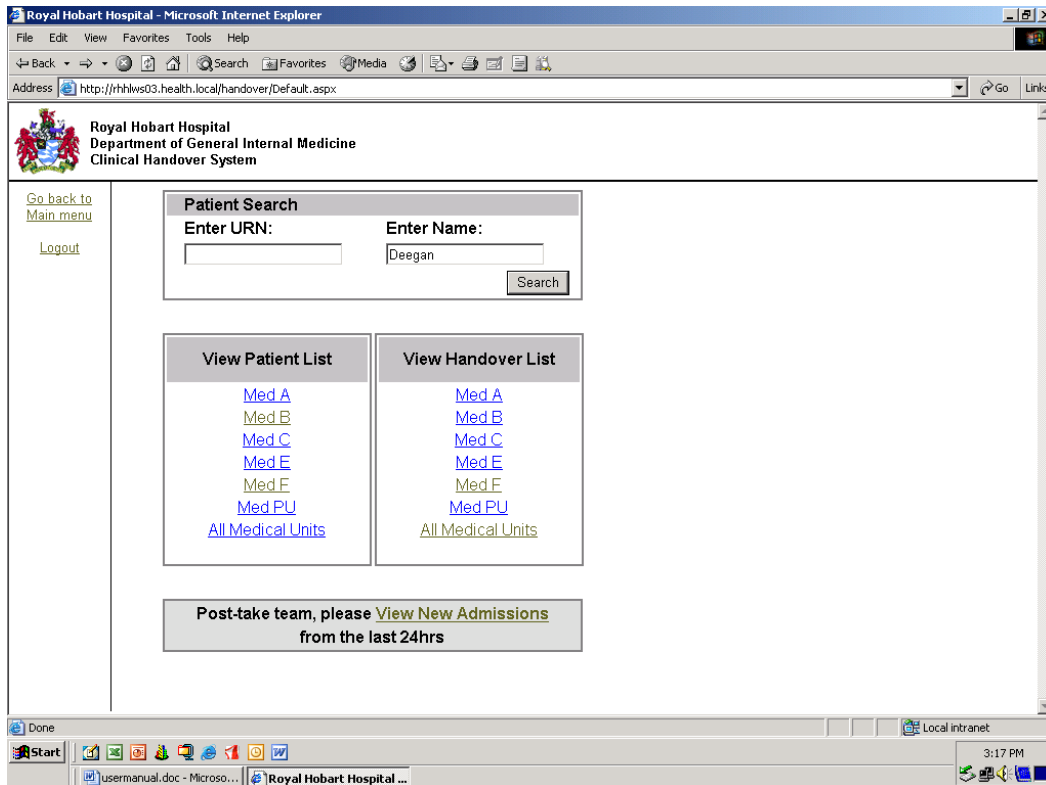 Royal Hobart Hospital - Microsoft Internet Explorer
File Edit View Favorites Tools Help
Back Search Favorites Media
Address http://rhhlws03.health.local/handover/Default.aspx Go Links
Royal Hobart Hospital
Department of General Internal Medicine
Clinical Handover System
Go back to
Main menu
Logout
Patient Search
Enter URN: Enter Name:
Deegan
Search
View Patient List View Handover List
Med A Med A
Med B Med B
Med C Med C
Med E Med E
Med F Med F
Med PU Med PU
All Medical Units All Medical Units
Post-take team, please View New Admissions
from the last 24hrs
Done Local intranet
Start 3:17 PM
usermanual.doc - Microso... Royal Hobart Hospital ...